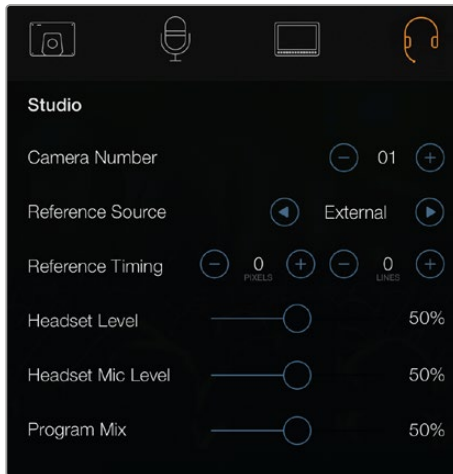 Studio
Camera Number 01
Reference Source External
Reference Timing 0 PIXELS 0 LINES
Headset Level 50%
Headset Mic Level 50%
Program Mix 50%